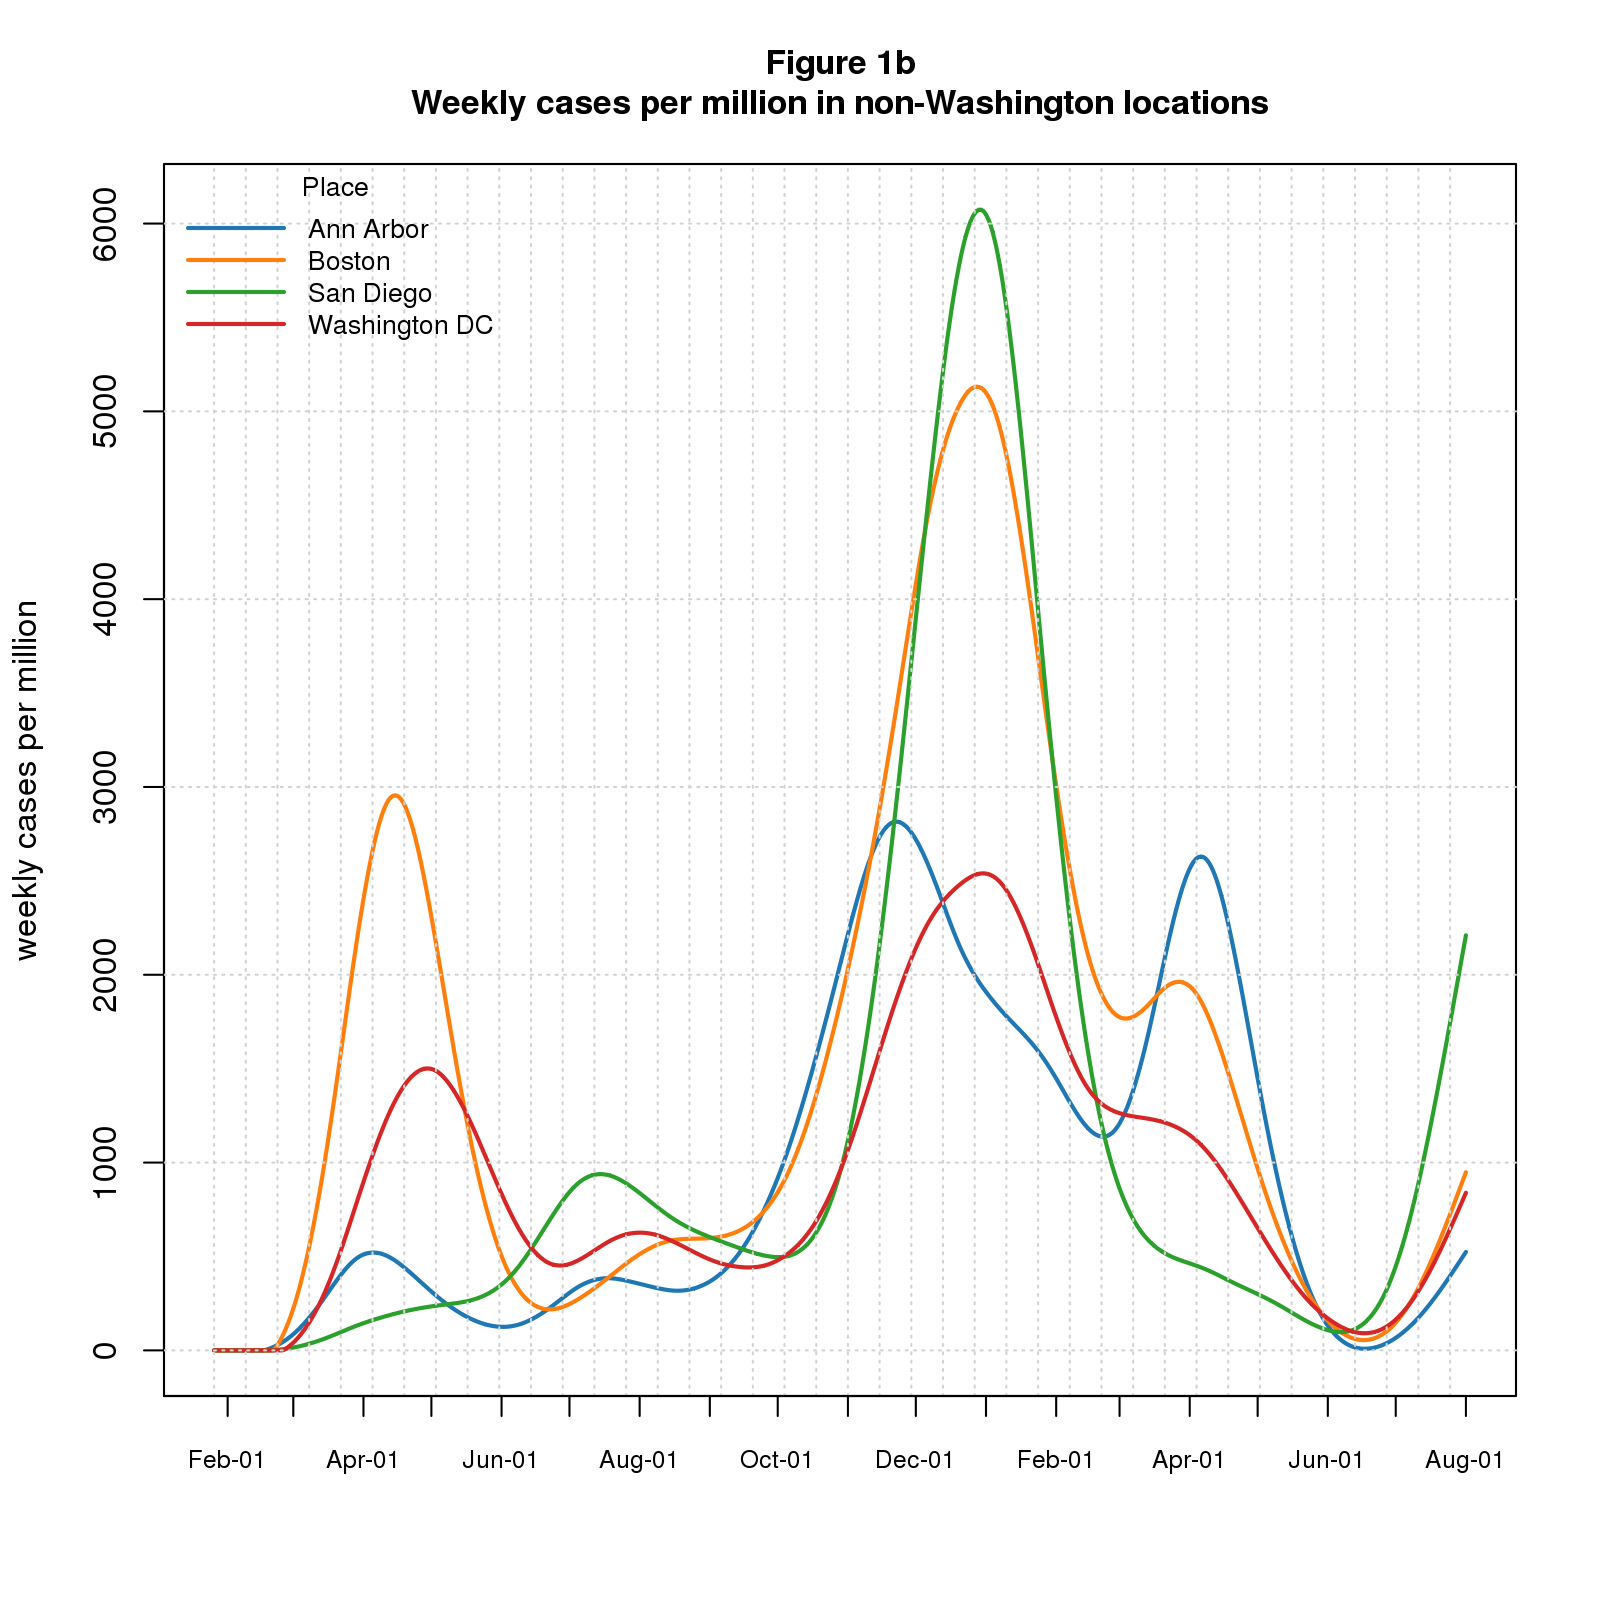 Figure 1b
Weekly cases per million in non-Washington locations
Place
Ann Arbor
Boston
San Diego
Washington DC
weekly cases per million
6000
5000
4000
3000
2000
1000
0
Feb-01 Apr-01 Jun-01 Aug-01 Oct-01 Dec-01 Feb-01 Apr-01 Jun-01 Aug-01